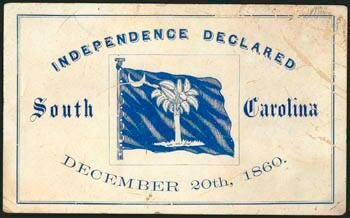 INDEPENDENCE DECLARED
South Carolina
DECEMBER 20th, 1860.